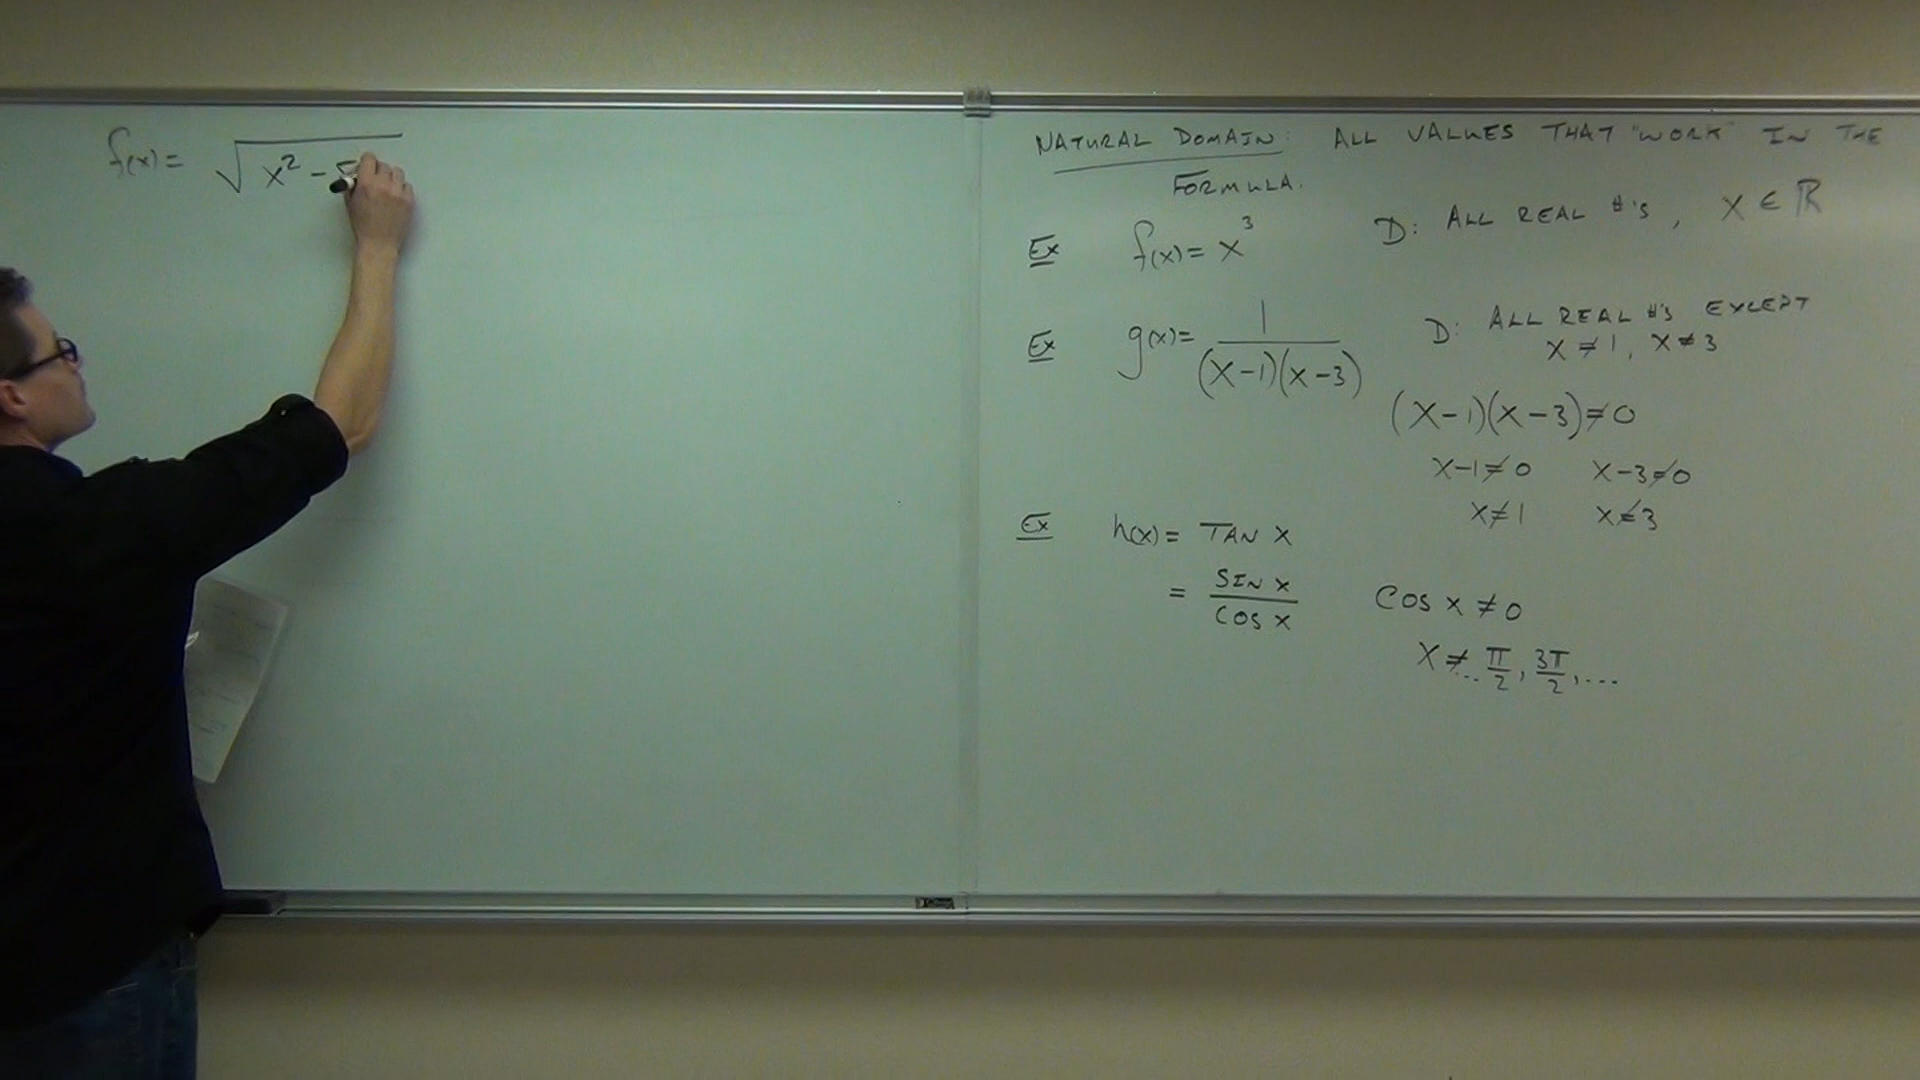 f(x) = √x² - 5
NATURAL DOMAIN: ALL VALUES THAT "WORK" IN THE
FORMULA.
Ex f(x) = x³ D: ALL REAL #'s, X ∈ ℝ
Ex g(x) = 1/(X-1)(X-3) D: ALL REAL #'s EXCEPT
X ≠ 1, X ≠ 3
(X-1)(X-3) ≠ 0
X-1 ≠ 0 X-3 ≠ 0
X ≠ 1 X ≠ 3
Ex h(x) = TAN X
= SIN X / COS X COS X ≠ 0
X ≠ ... π/2, 3π/2, ...